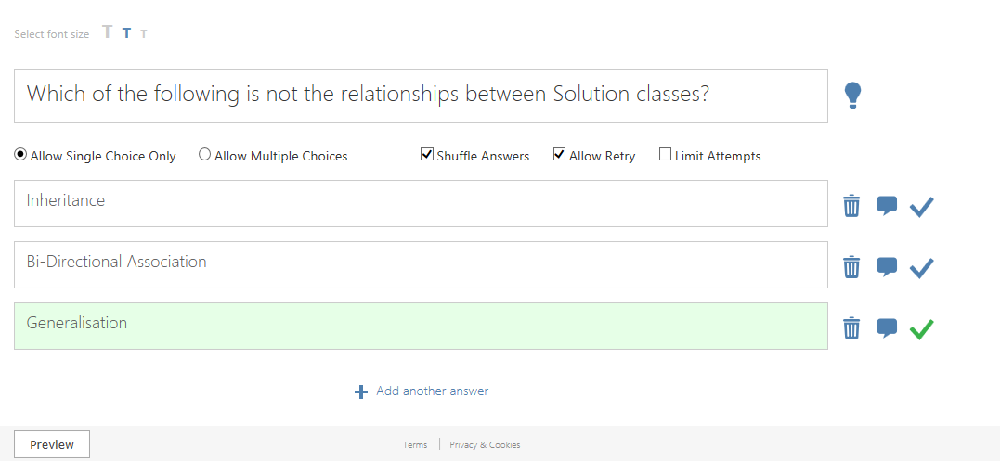 Select font size T T T
Which of the following is not the relationships between Solution classes?
Allow Single Choice Only Allow Multiple Choices Shuffle Answers Allow Retry Limit Attempts
Inheritance
Bi-Directional Association
Generalisation
Add another answer
Preview Terms Privacy & Cookies